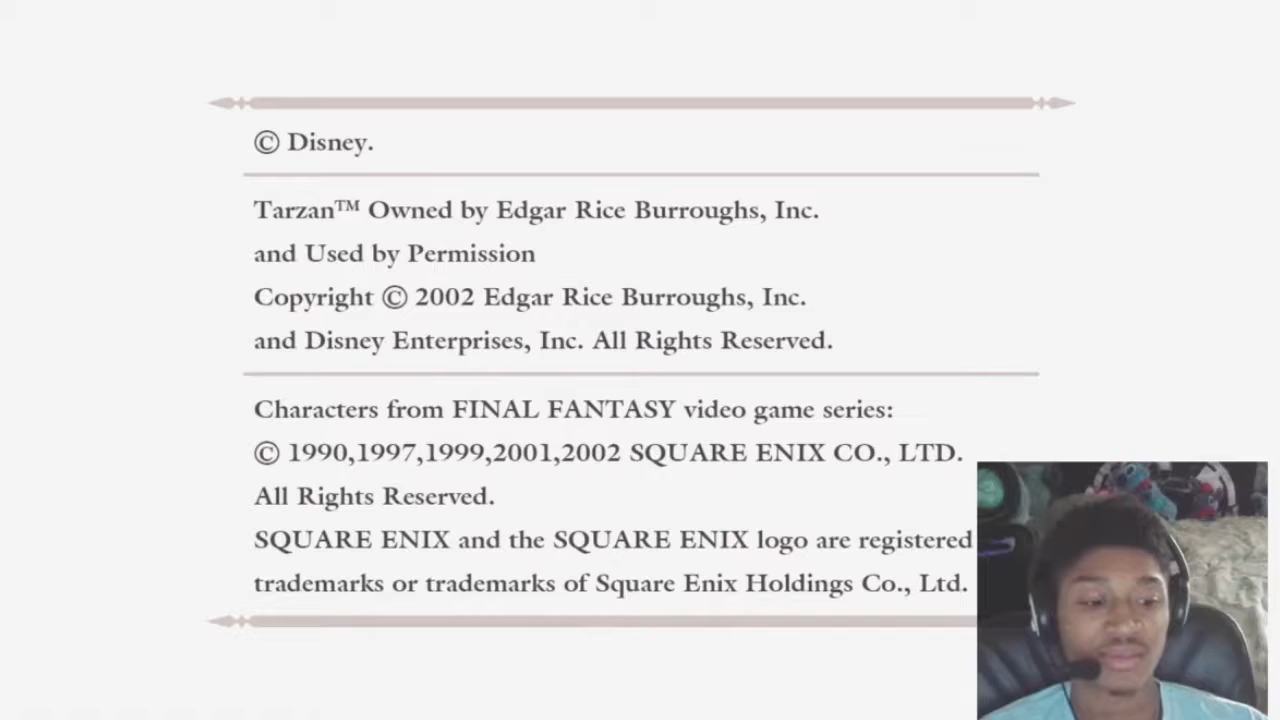 © Disney.
Tarzan™ Owned by Edgar Rice Burroughs, Inc.
and Used by Permission
Copyright © 2002 Edgar Rice Burroughs, Inc.
and Disney Enterprises, Inc. All Rights Reserved.
Characters from FINAL FANTASY video game series:
© 1990,1997,1999,2001,2002 SQUARE ENIX CO., LTD.
All Rights Reserved.
SQUARE ENIX and the SQUARE ENIX logo are registered
trademarks or trademarks of Square Enix Holdings Co., Ltd.